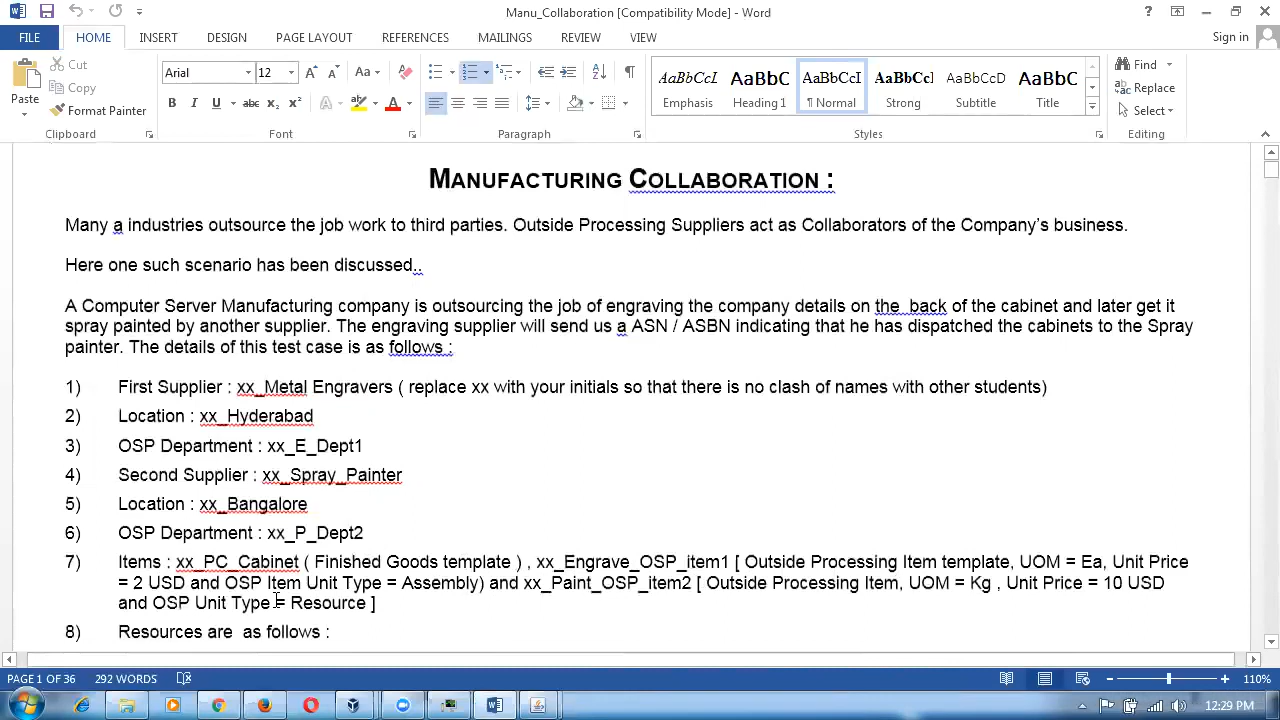 Manu_Collaboration [Compatibility Mode] - Word
FILE HOME INSERT DESIGN PAGE LAYOUT REFERENCES MAILINGS REVIEW VIEW Sign in
Paste
Cut
Copy
Format Painter
Clipboard
Arial 12
Aa
B I U abc x2 x2 A A
Font
Paragraph
AaBbCcI AaBbC AaBbCcI AaBbCcl AaBbCcD AaBbC
Emphasis Heading 1 ¶ Normal Strong Subtitle Title
Styles
Find
Replace
Select
Editing
MANUFACTURING COLLABORATION :
Many a industries outsource the job work to third parties. Outside Processing Suppliers act as Collaborators of the Company’s business.
Here one such scenario has been discussed..
A Computer Server Manufacturing company is outsourcing the job of engraving the company details on the back of the cabinet and later get it
spray painted by another supplier. The engraving supplier will send us a ASN / ASBN indicating that he has dispatched the cabinets to the Spray
painter. The details of this test case is as follows :
1) First Supplier : xx_Metal Engravers ( replace xx with your initials so that there is no clash of names with other students)
2) Location : xx_Hyderabad
3) OSP Department : xx_E_Dept1
4) Second Supplier : xx_Spray_Painter
5) Location : xx_Bangalore
6) OSP Department : xx_P_Dept2
7) Items : xx_PC_Cabinet ( Finished Goods template ) , xx_Engrave_OSP_item1 [ Outside Processing Item template, UOM = Ea, Unit Price
= 2 USD and OSP Item Unit Type = Assembly) and xx_Paint_OSP_item2 [ Outside Processing Item, UOM = Kg , Unit Price = 10 USD
and OSP Unit Type = Resource ]
8) Resources are as follows :
PAGE 1 OF 36 292 WORDS 110%
12:29 PM